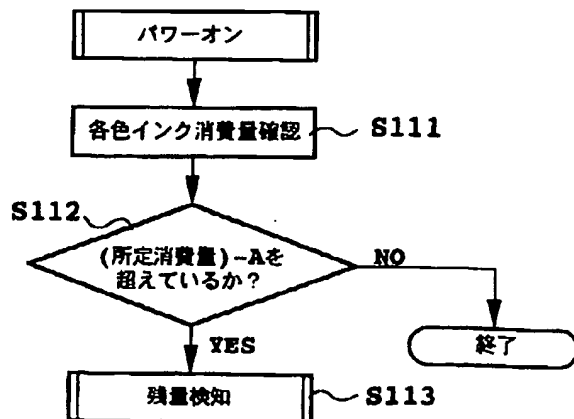 パワーオン
各色インク消費量確認
S111
S112
(所定消費量)-Aを
超えているか?
NO
YES
終了
残量検知
S113